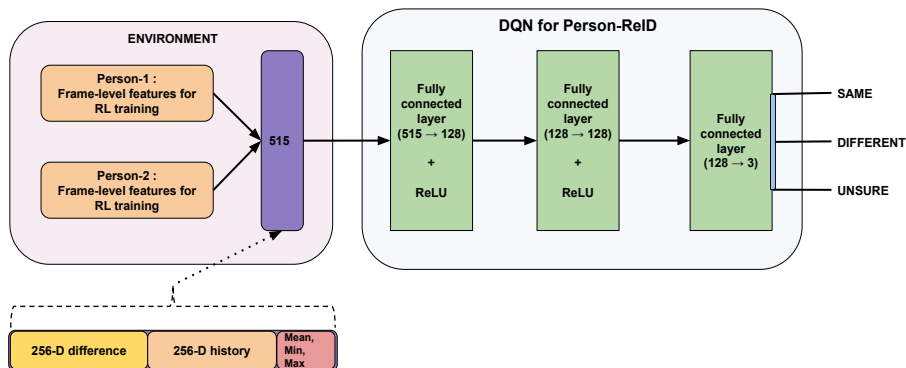 ENVIRONMENT
Person-1 :
Frame-level features for
RL training
Person-2 :
Frame-level features for
RL training
515
DQN for Person-ReID
Fully
connected
layer
(515 → 128)
+
ReLU
Fully
connected
layer
(128 → 128)
+
ReLU
Fully
connected
layer
(128 → 3)
SAME
DIFFERENT
UNSURE
256-D difference
256-D history
Mean,
Min,
Max